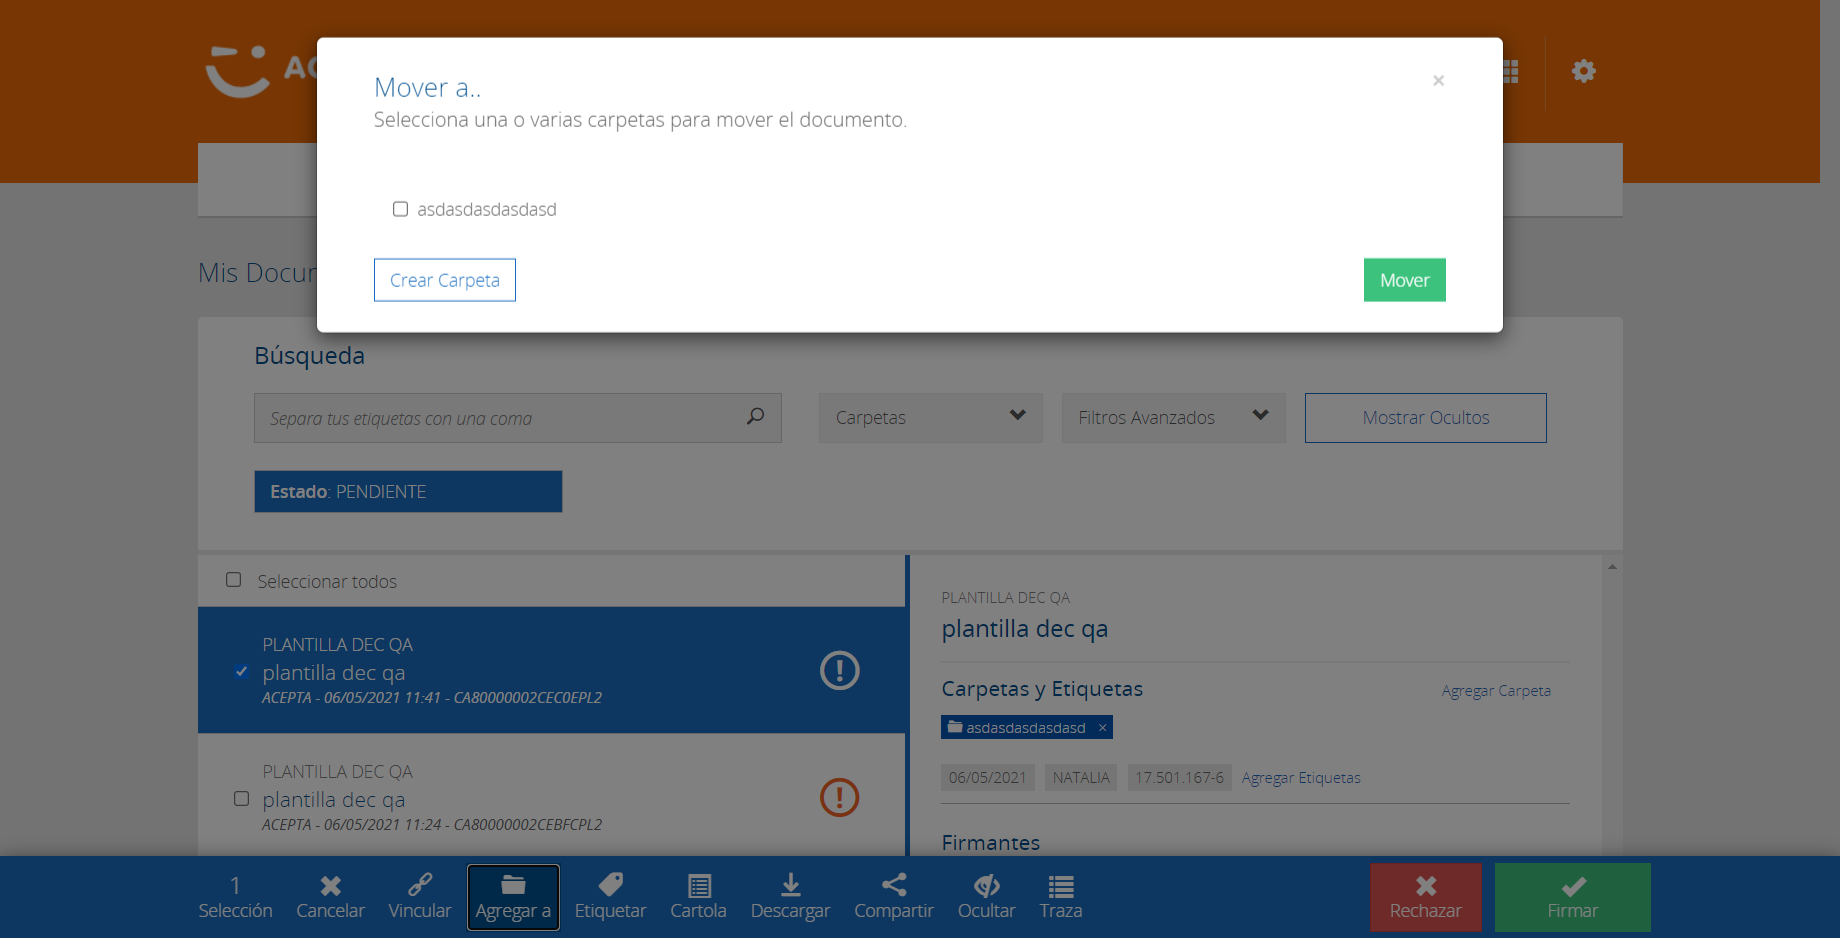 Mover a..
Selecciona una o varias carpetas para mover el documento.
asdasdasdasdasd
Crear Carpeta
Mover
Búsqueda
Separa tus etiquetas con una coma
Carpetas
Filtros Avanzados
Mostrar Ocultos
Estado: PENDIENTE
Seleccionar todos
PLANTILLA DEC QA
plantilla dec qa
ACEPTA - 06/05/2021 11:41 - CA80000002CEC0EPL2
PLANTILLA DEC QA
plantilla dec qa
ACEPTA - 06/05/2021 11:24 - CA80000002CEBFCPL2
PLANTILLA DEC QA
plantilla dec qa
Carpetas y Etiquetas
Agregar Carpeta
asdasdasdasdasd ×
06/05/2021
NATALIA
17.501.167-6
Agregar Etiquetas
Firmantes
1
Selección
Cancelar
Vincular
Agregar a
Etiquetar
Cartola
Descargar
Compartir
Ocultar
Traza
Rechazar
Firmar